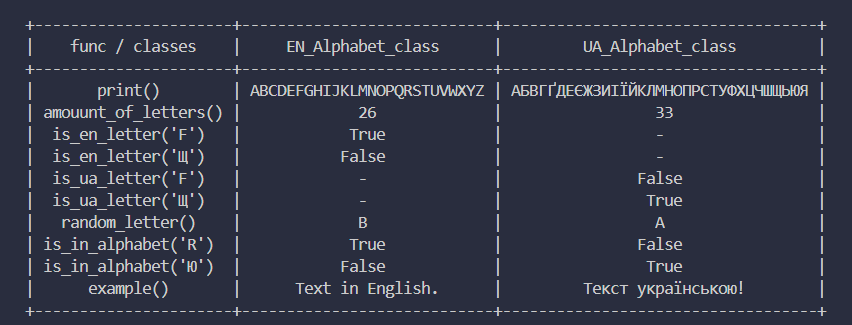 +--------------------+----------------------------+-----------------------------------+
| func / classes | EN_Alphabet_class | UA_Alphabet_class |
+--------------------+----------------------------+-----------------------------------+
| print() | ABCDEFGHIJKLMNOPQRSTUVWXYZ | АБВГҐДЕЄЖЗИІЇЙКЛМНОПРСТУФХЦЧШЩЬЮЯ |
| amouunt_of_letters() | 26 | 33 |
| is_en_letter('F') | True | - |
| is_en_letter('Щ') | False | - |
| is_ua_letter('F') | - | False |
| is_ua_letter('Щ') | - | True |
| random_letter() | B | А |
| is_in_alphabet('R') | True | False |
| is_in_alphabet('Ю') | False | True |
| example() | Text in English. | Текст українською! |
+--------------------+----------------------------+-----------------------------------+